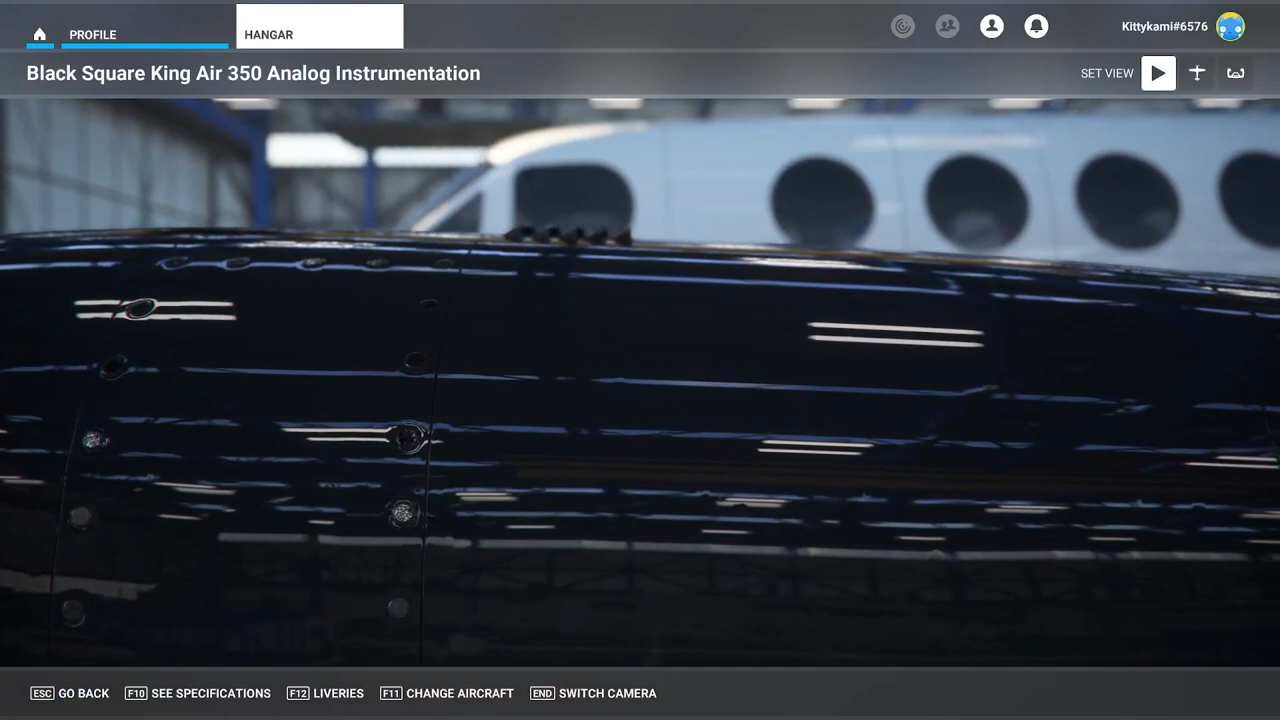 PROFILE
HANGAR
Kittykami#6576
Black Square King Air 350 Analog Instrumentation
SET VIEW
ESC GO BACK
F10 SEE SPECIFICATIONS
F12 LIVERIES
F11 CHANGE AIRCRAFT
END SWITCH CAMERA